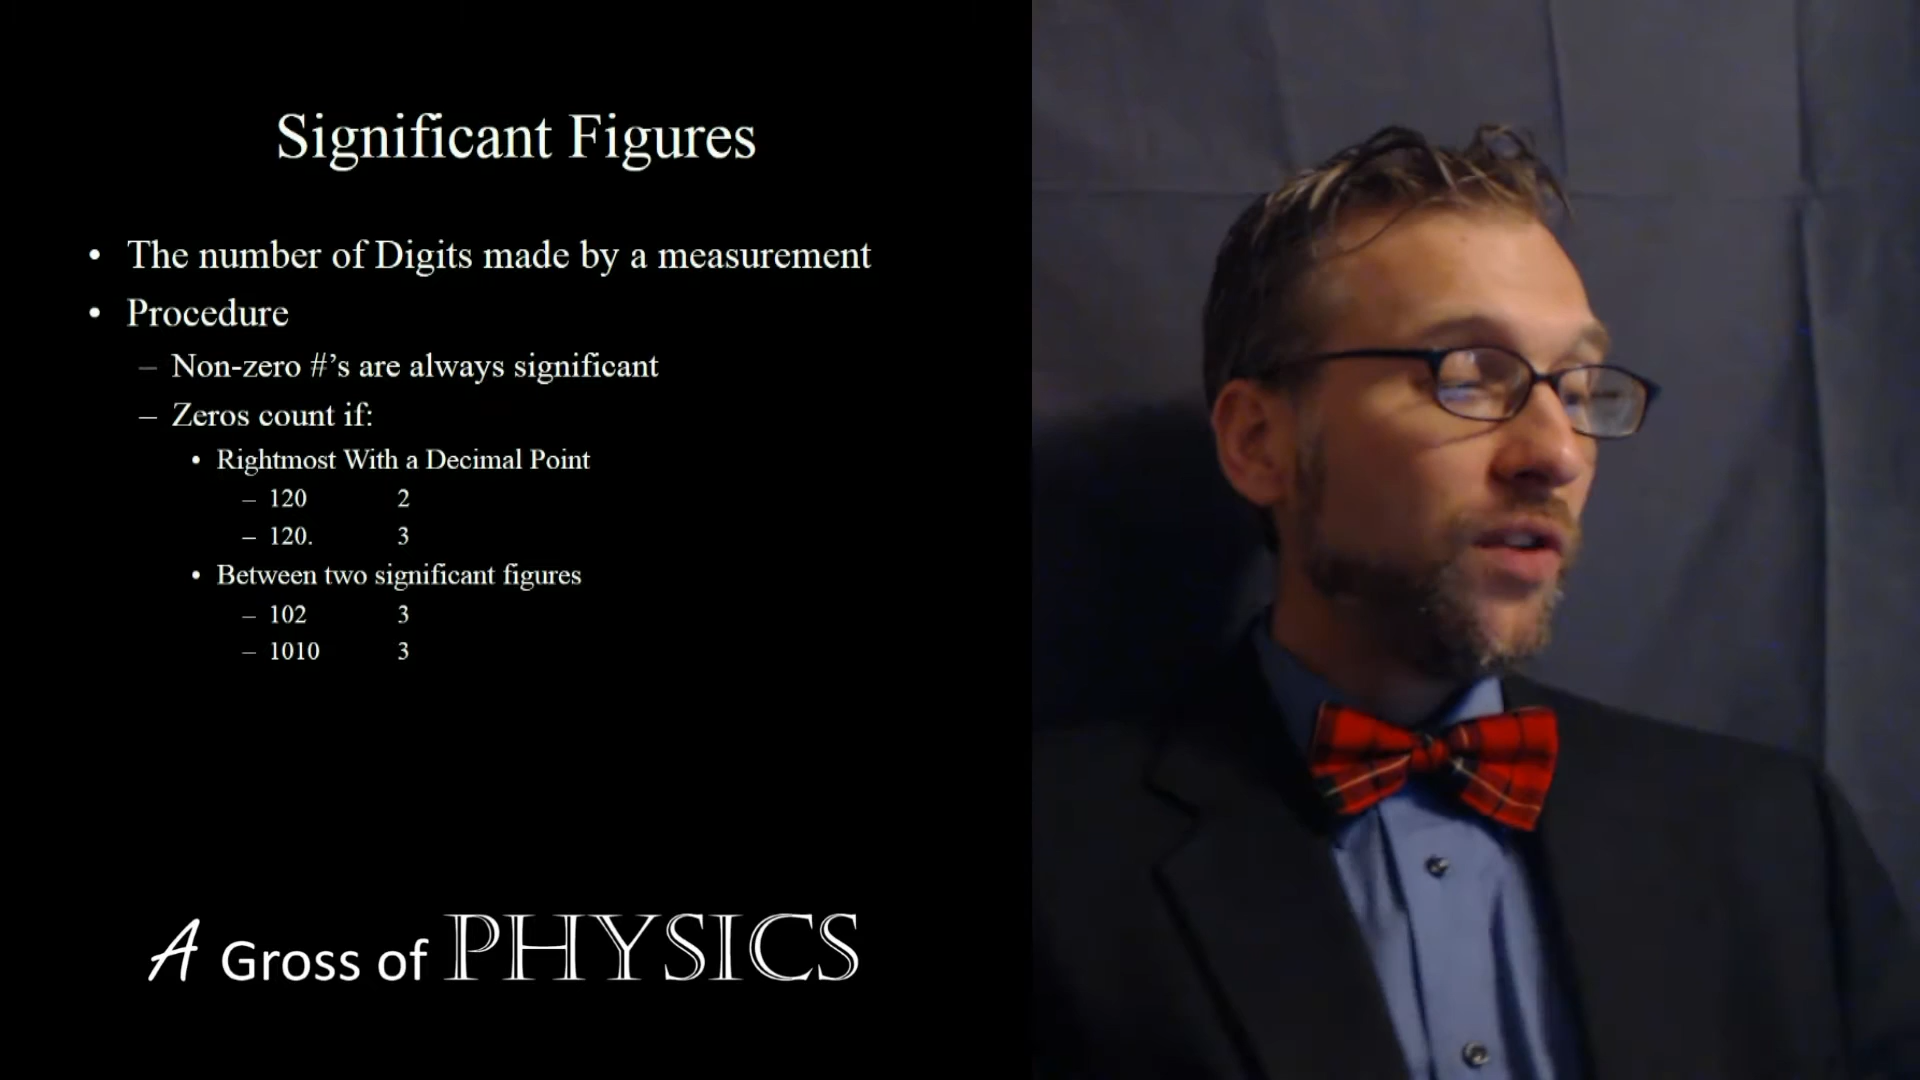 Significant Figures
• The number of Digits made by a measurement
• Procedure
– Non-zero #’s are always significant
– Zeros count if:
• Rightmost With a Decimal Point
– 120 2
– 120. 3
• Between two significant figures
– 102 3
– 1010 3
A Gross of PHYSICS